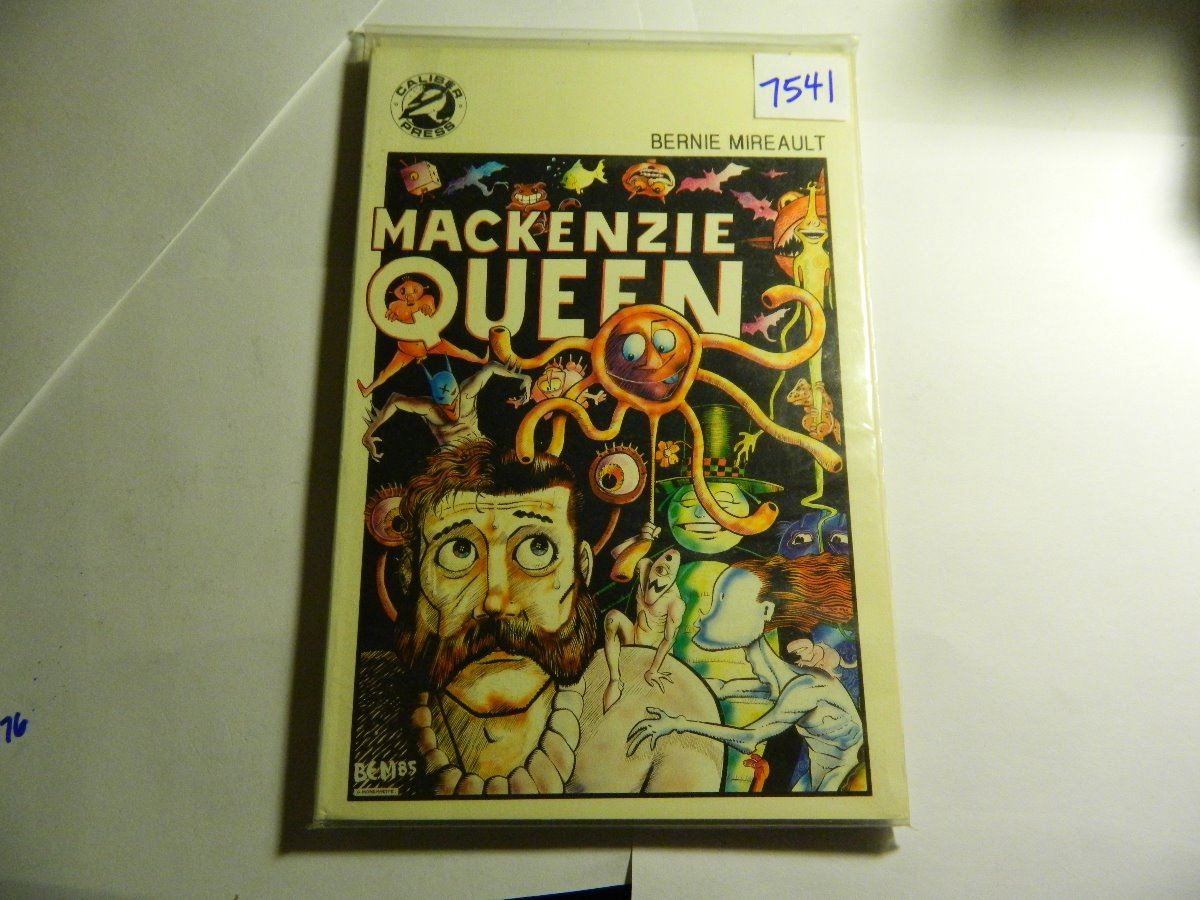 CALIBER
PRESS
7541
BERNIE MIREAULT
MACKENZIE
QUEEN
BEM85
76